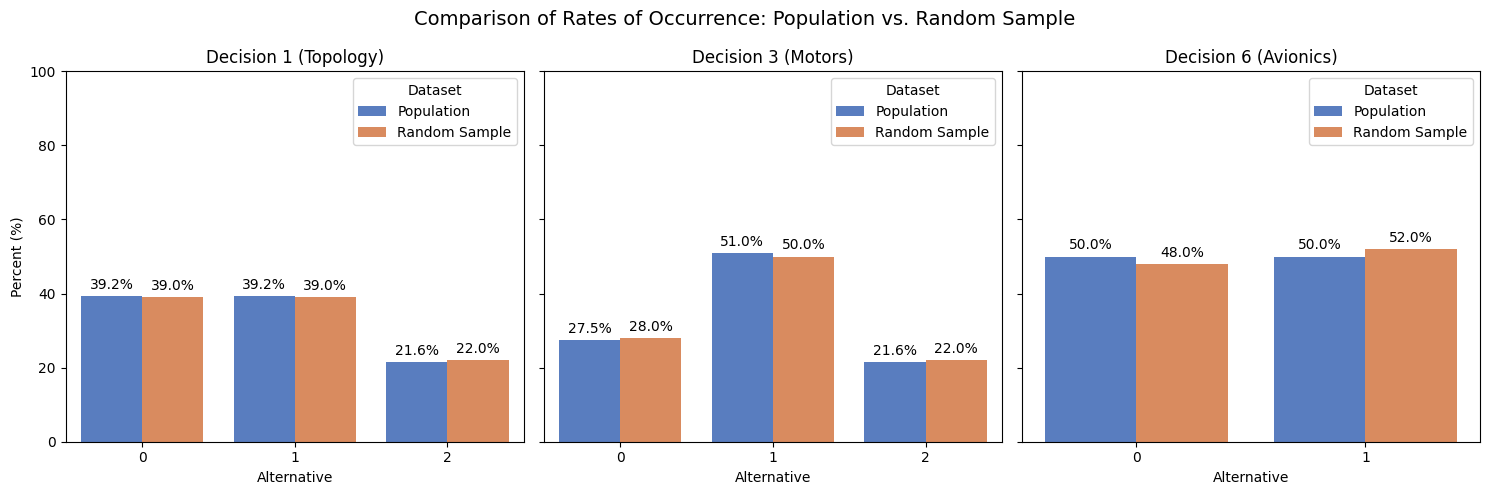 Comparison of Rates of Occurrence: Population vs. Random Sample
Decision 1 (Topology)
Percent (%)
100
80
60
40
20
0
Dataset
Population
Random Sample
39.2%
39.0%
39.2%
39.0%
21.6%
22.0%
0
1
2
Alternative
Decision 3 (Motors)
Dataset
Population
Random Sample
27.5%
28.0%
51.0%
50.0%
21.6%
22.0%
0
1
2
Alternative
Decision 6 (Avionics)
Dataset
Population
Random Sample
50.0%
48.0%
50.0%
52.0%
0
1
Alternative